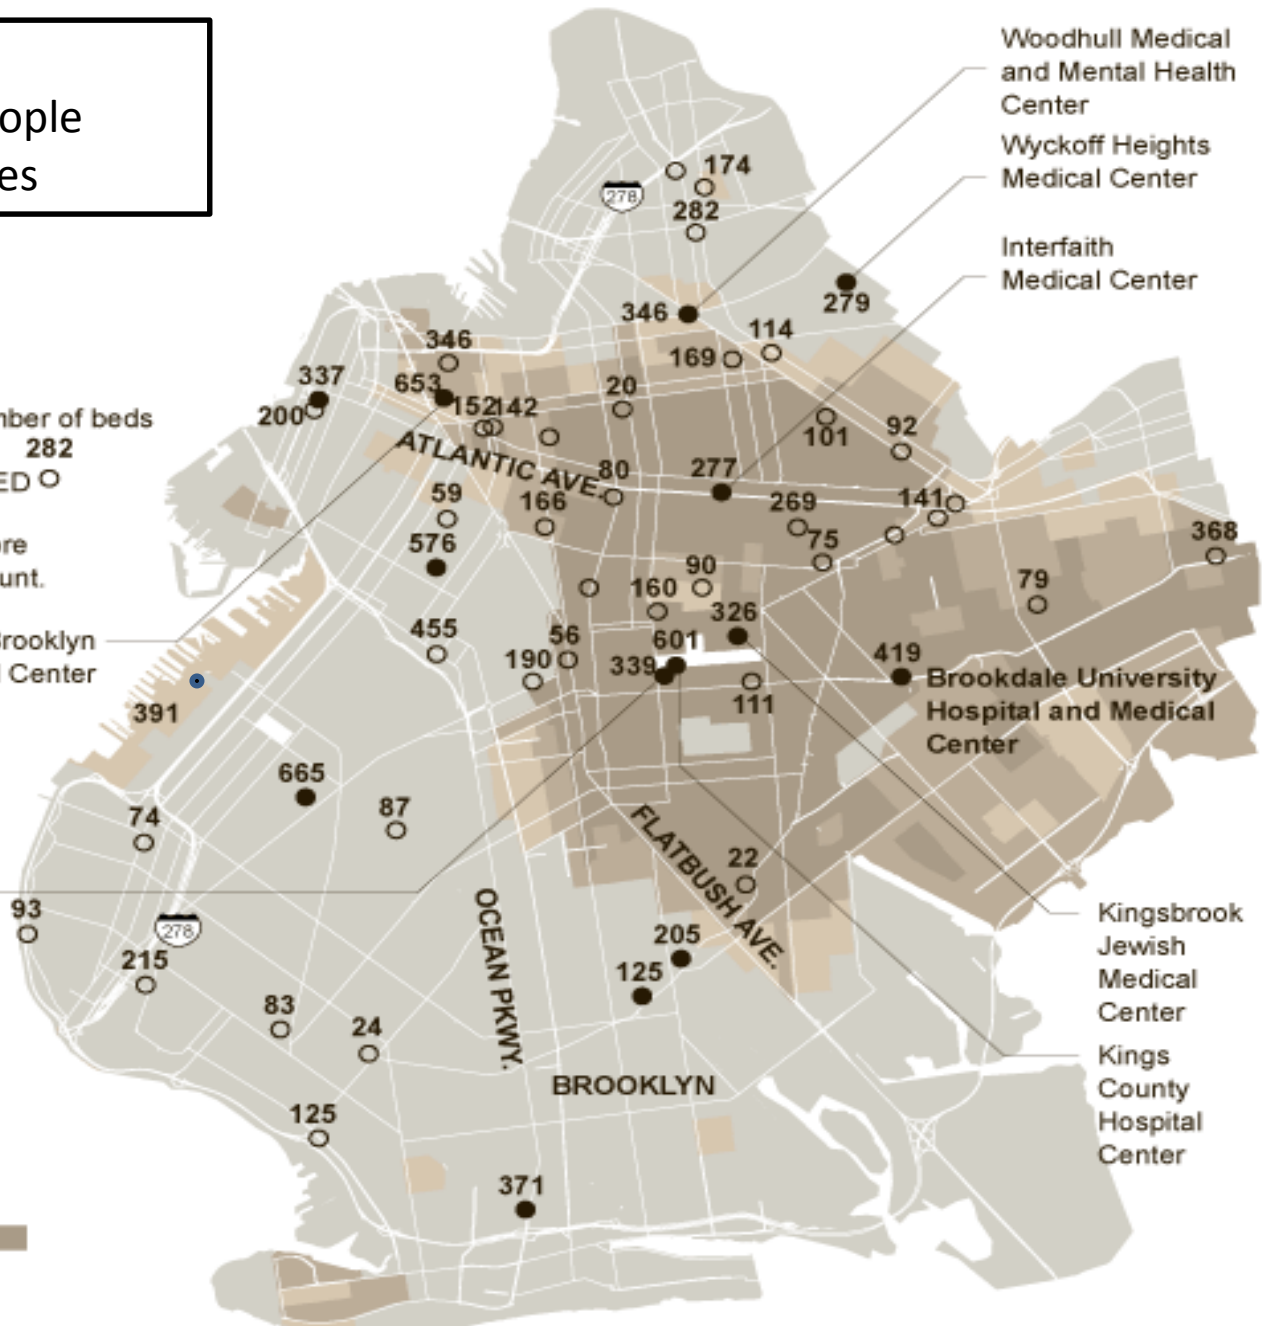 ople
es
Woodhull Medical
and Mental Health
Center
Wyckoff Heights
Medical Center
Interfaith
Medical Center
174
278
282
346
279
114
169
346
337
653
200
152
142
20
101
92
mber of beds
282
ED
ATLANTIC AVE.
80
277
59
166
269
141
368
576
75
ore
unt.
90
79
160
326
Brooklyn
l Center
455
56
601
190
339
419
111
Brookdale University
Hospital and Medical
Center
391
665
74
87
FLATBUSH AVE.
22
93
278
OCEAN PKWY.
205
215
125
Kingsbrook
Jewish
Medical
Center
83
24
Kings
County
Hospital
Center
BROOKLYN
125
371